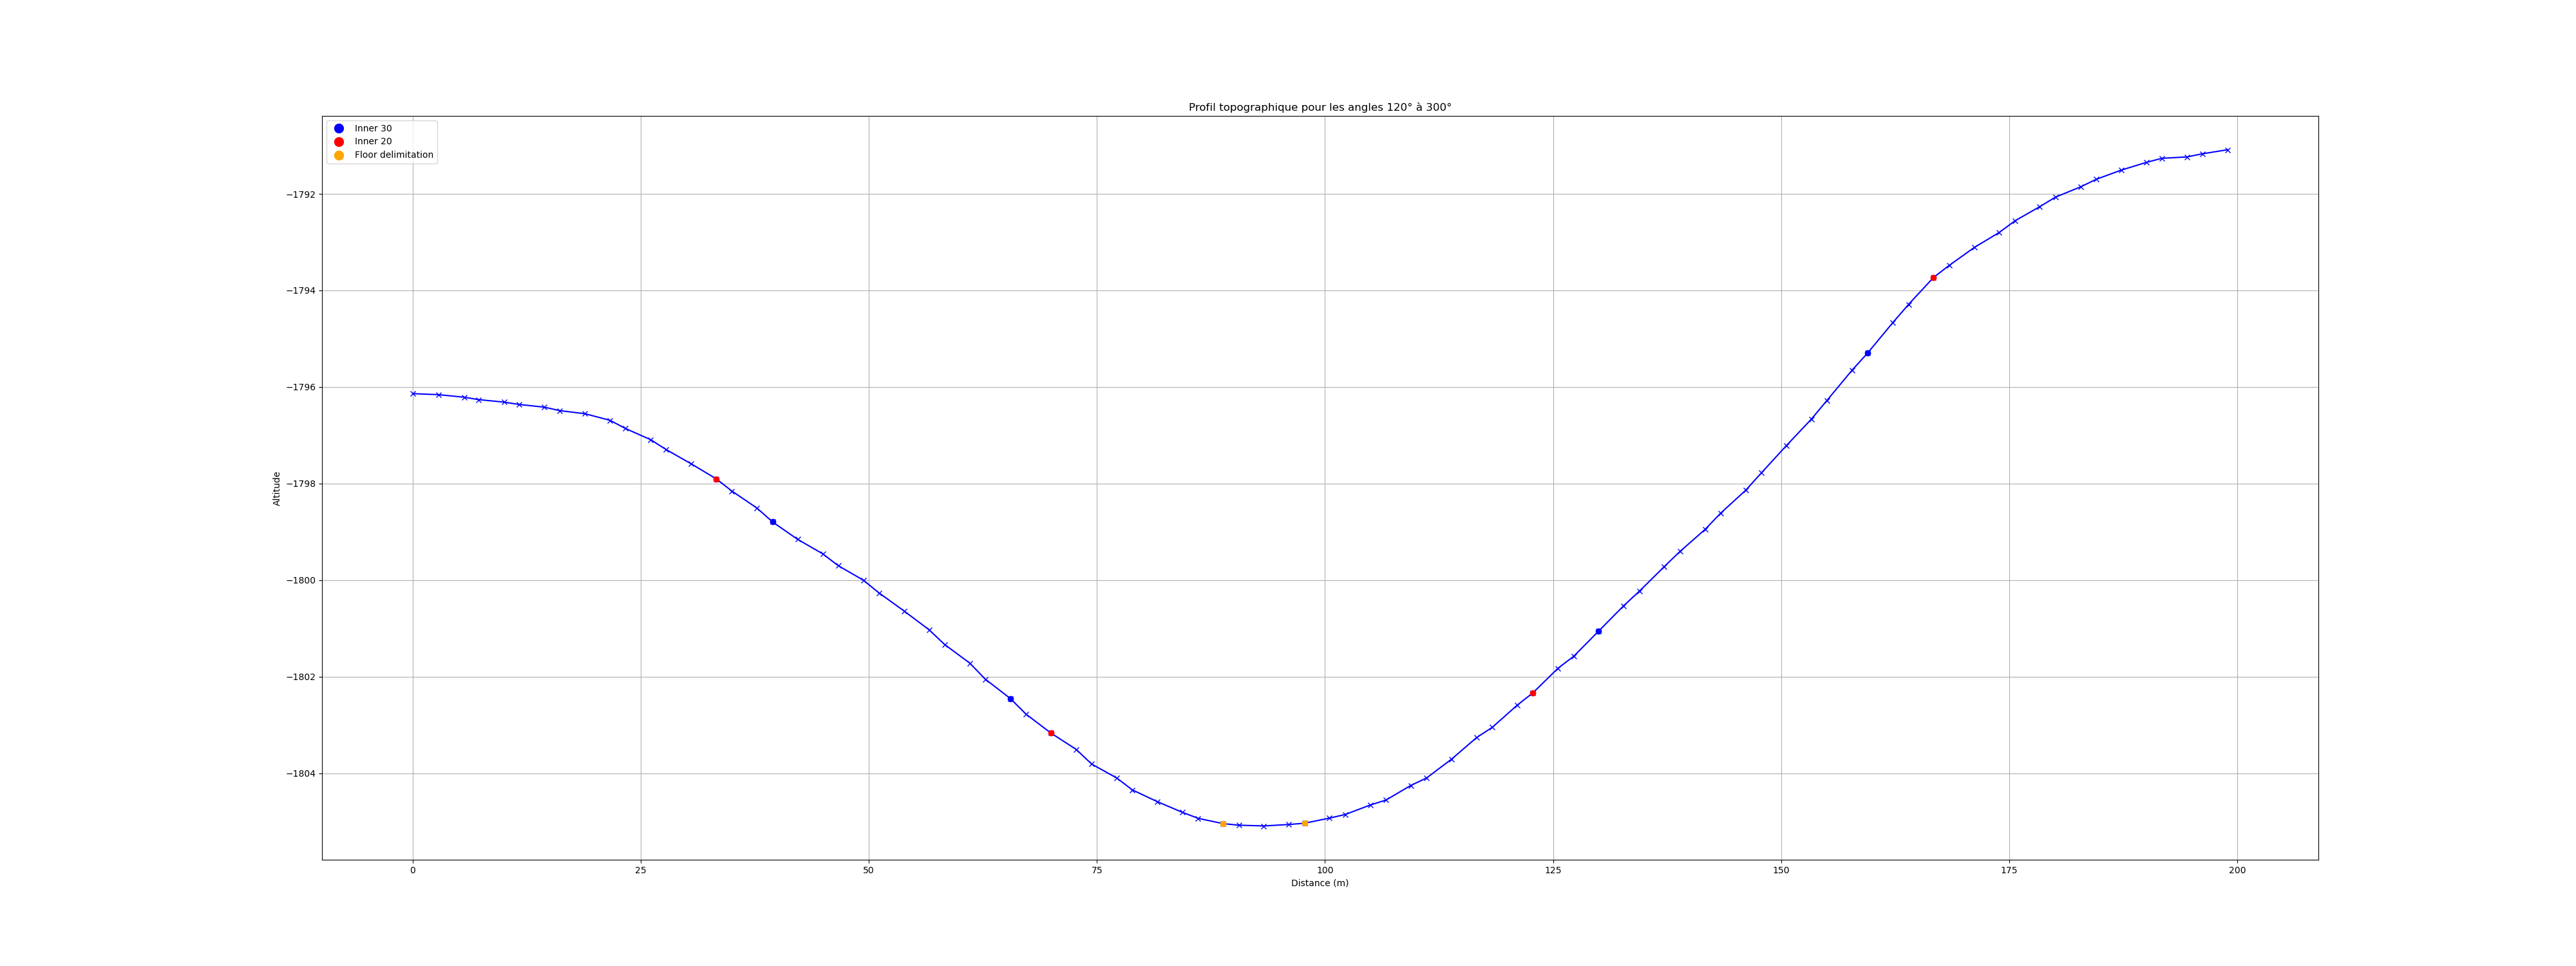 Profil topographique pour les angles 120° à 300°
Inner 30
Inner 20
Floor delimitation
Altitude
−1792
−1794
−1796
−1798
−1800
−1802
−1804
0 25 50 75 100 125 150 175 200
Distance (m)